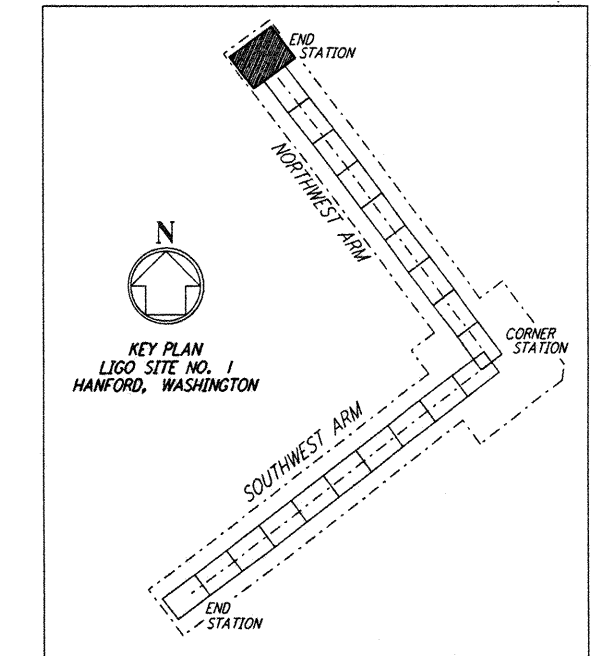 END
STATION
NORTHWEST ARM
N
KEY PLAN
LIGO SITE NO. 1
HANFORD, WASHINGTON
CORNER
STATION
SOUTHWEST ARM
END
STATION